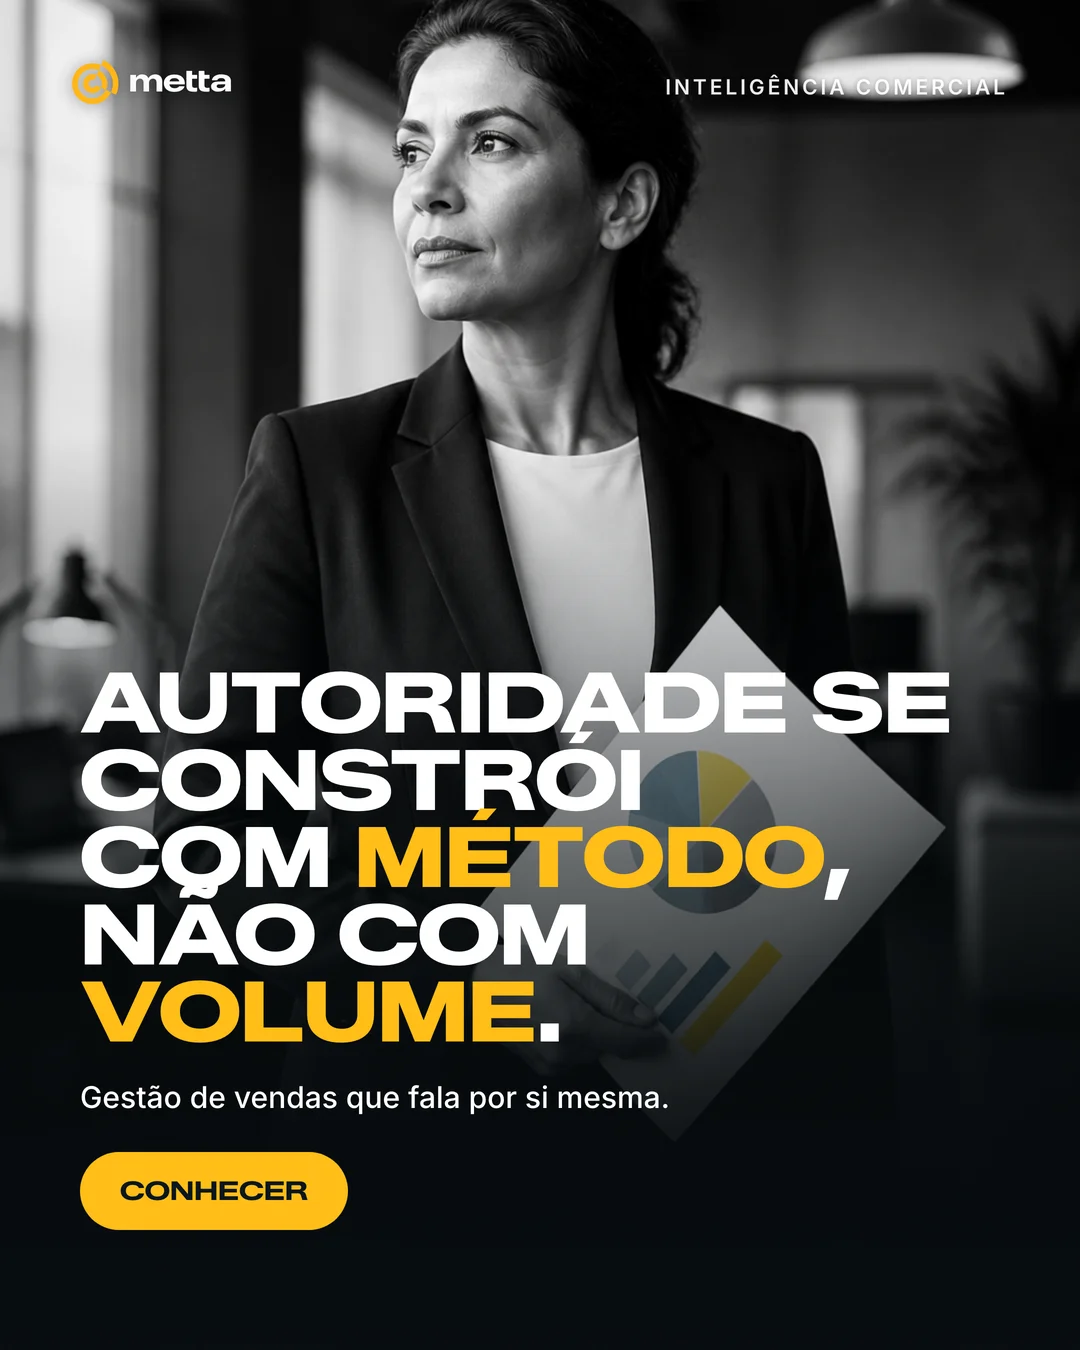 metta
INTELIGÊNCIA COMERCIAL
AUTORIDADE SE
CONSTRÓI
COM MÉTODO,
NÃO COM
VOLUME.
Gestão de vendas que fala por si mesma.
CONHECER